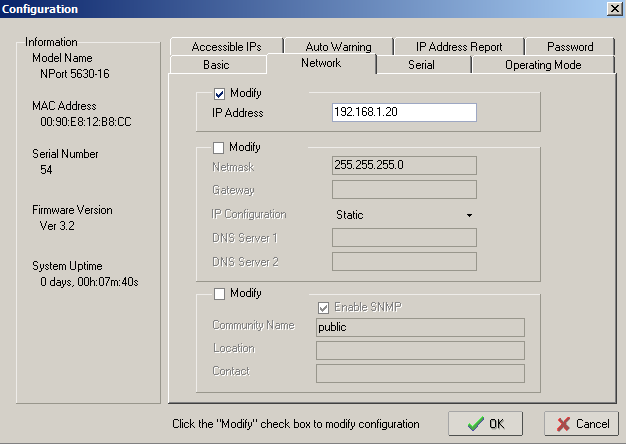 Configuration
Information
Model Name
NPort 5630-16
MAC Address
00:90:E8:12:B8:CC
Serial Number
54
Firmware Version
Ver 3.2
System Uptime
0 days, 00h:07m:40s
Accessible IPs
Auto Warning
IP Address Report
Password
Basic
Network
Serial
Operating Mode
Modify
IP Address
192.168.1.20
Modify
Netmask
255.255.255.0
Gateway
IP Configuration
Static
DNS Server 1
DNS Server 2
Modify
Enable SNMP
Community Name
public
Location
Contact
Click the "Modify" check box to modify configuration
OK
Cancel